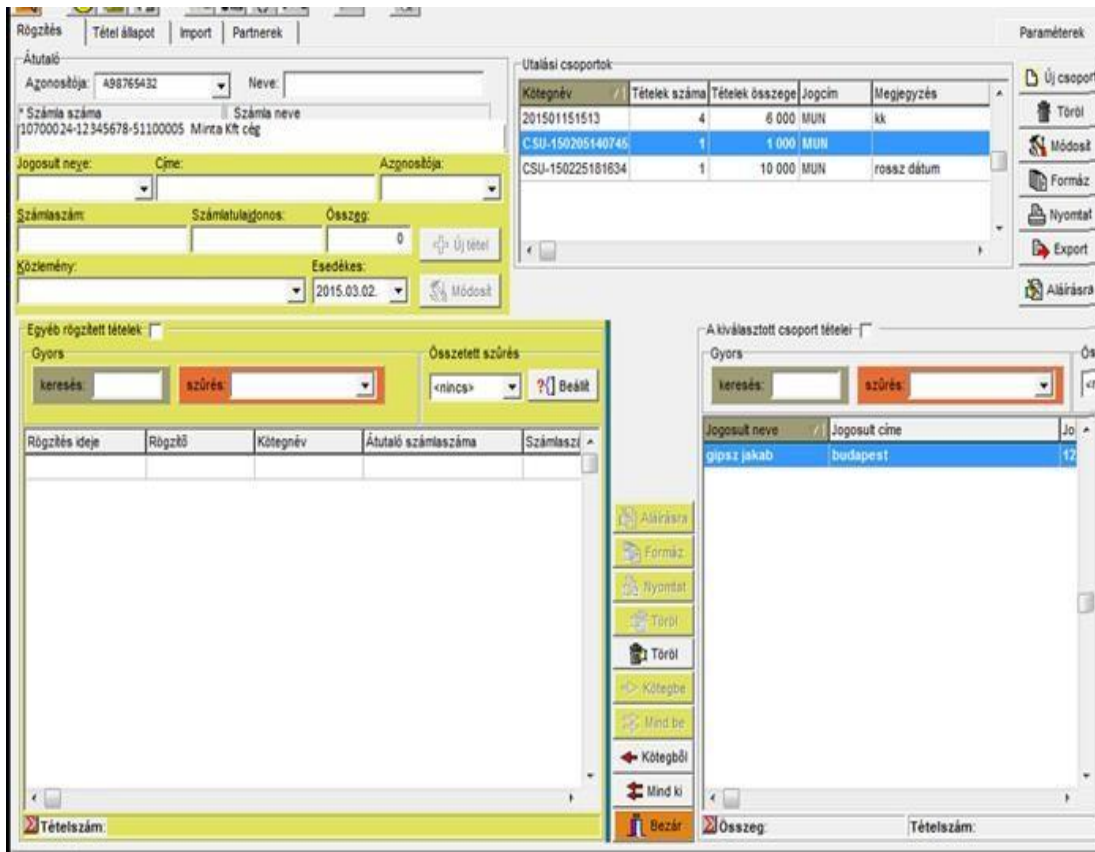 Rögzítés Tétel állapot Import Partnerek Paraméterek
Átutaló
Azonosítója: A98765432 Neve:
* Számla száma Számla neve
10700024-12345678-51100005 Minta Kft cég
Jogosult neve: Címe: Azonosítója:
Számlaszám: Számlatulajdonos: Összeg:
0 Új tétel
Közlemény: Esedékes:
2015.03.02. Módosít
Utalási csoportok
Kötegnév Tételek száma Tételek összege Jogcím Megjegyzés
201501151513 4 6 000 MUN kk
CSU-150205140745 1 1 000 MUN
CSU-150225181634 1 10 000 MUN rossz dátum
Új csoport
Töröl
Módosít
Formáz
Nyomtat
Export
Aláírásra
Egyéb rögzített tételek
Gyors Összetett szűrés
keresés: szűrés: <nincs> ?{} Beállít
Rögzítés ideje Rögzítő Kötegnév Átutaló számlaszáma Számlaszá
Tételszám:
Aláírásra
Formáz
Nyomtat
Töröl
Töröl
Kötegbe
Mind be
Kötegből
Mind ki
Bezár
A kiválasztott csoport tételei
Gyors Ös
keresés: szűrés:
Jogosult neve Jogosult címe Jo
gipsz jakab budapest 12
Összeg: Tételszám: